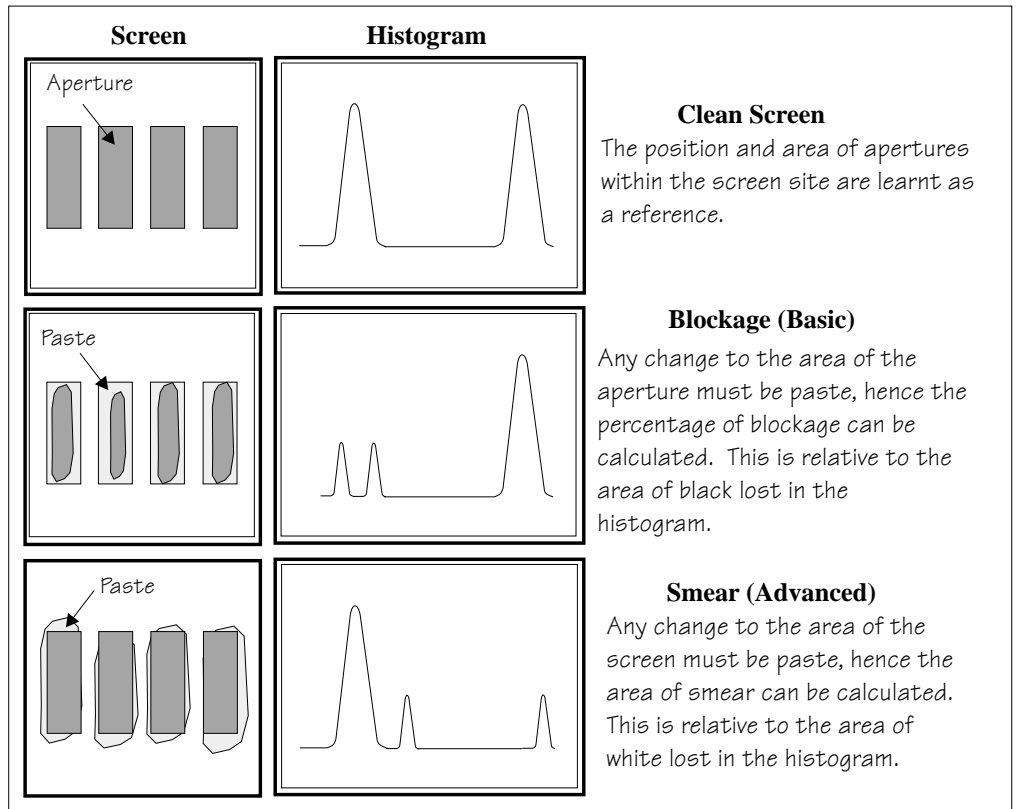 Screen
Histogram
Aperture
Clean Screen
The position and area of apertures
within the screen site are learnt as
a reference.
Paste
Blockage (Basic)
Any change to the area of the
aperture must be paste, hence the
percentage of blockage can be
calculated. This is relative to the
area of black lost in the
histogram.
Paste
Smear (Advanced)
Any change to the area of the
screen must be paste, hence the
area of smear can be calculated.
This is relative to the area of
white lost in the histogram.